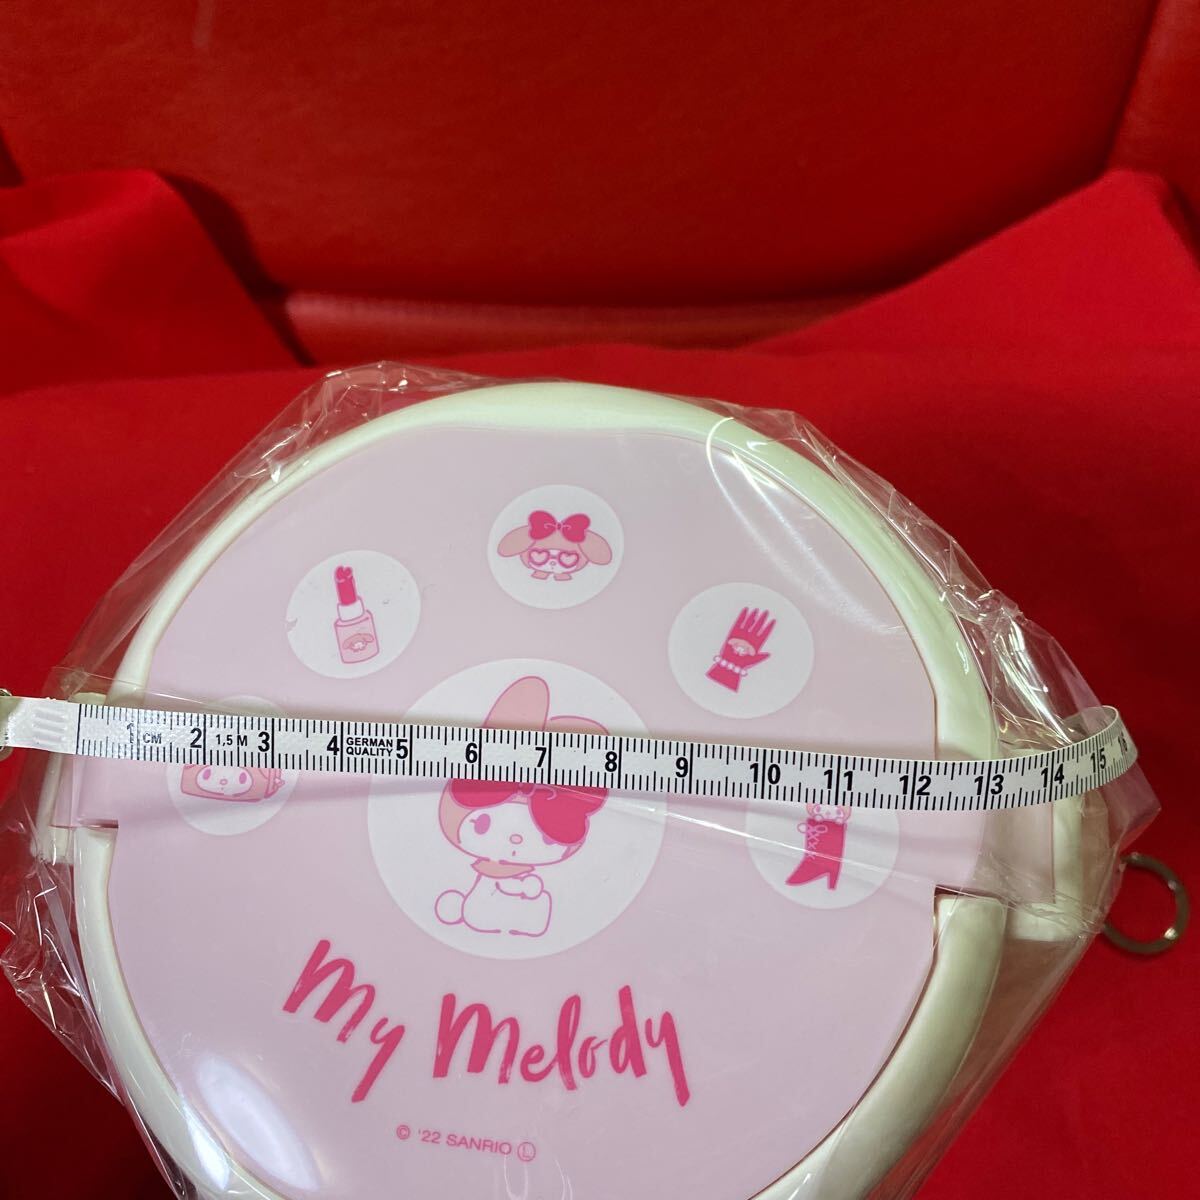 1 CM 2 1,5 M 3 4 GERMAN QUALITY 5 6 7 8 9 10 11 12 13 14 15 16
My Melody
© '22 SANRIO Ⓛ